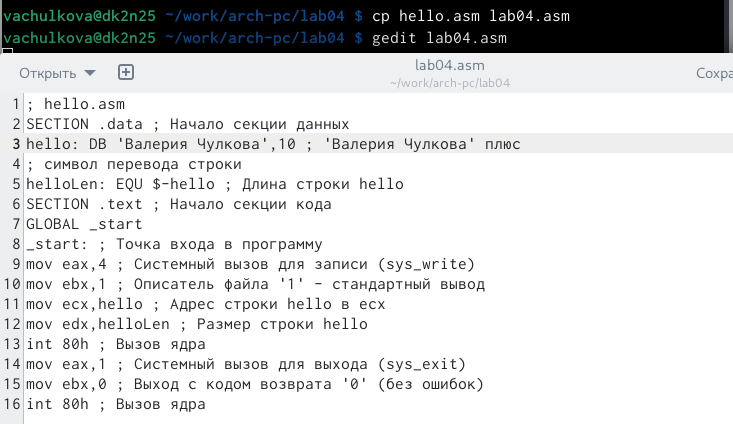 vachulkova@dk2n25 ~/work/arch-pc/lab04 $ cp hello.asm lab04.asm
vachulkova@dk2n25 ~/work/arch-pc/lab04 $ gedit lab04.asm
Открыть lab04.asm Сохра
~/work/arch-pc/lab04
1 ; hello.asm
2 SECTION .data ; Начало секции данных
3 hello: DB 'Валерия Чулкова',10 ; 'Валерия Чулкова' плюс
4 ; символ перевода строки
5 helloLen: EQU $-hello ; Длина строки hello
6 SECTION .text ; Начало секции кода
7 GLOBAL _start
8 _start: ; Точка входа в программу
9 mov eax,4 ; Системный вызов для записи (sys_write)
10 mov ebx,1 ; Описатель файла '1' - стандартный вывод
11 mov ecx,hello ; Адрес строки hello в ecx
12 mov edx,helloLen ; Размер строки hello
13 int 80h ; Вызов ядра
14 mov eax,1 ; Системный вызов для выхода (sys_exit)
15 mov ebx,0 ; Выход с кодом возврата '0' (без ошибок)
16 int 80h ; Вызов ядра